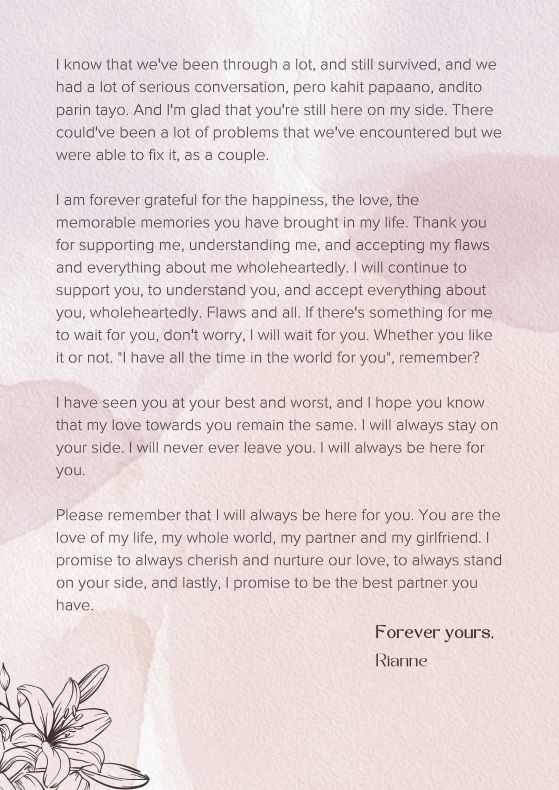 I know that we've been through a lot, and still survived, and we
had a lot of serious conversation, pero kahit papaano, andito
parin tayo. And I'm glad that you're still here on my side. There
could've been a lot of problems that we've encountered but we
were able to fix it, as a couple.
I am forever grateful for the happiness, the love, the
memorable memories you have brought in my life. Thank you
for supporting me, understanding me, and accepting my flaws
and everything about me wholeheartedly. I will continue to
support you, to understand you, and accept everything about
you, wholeheartedly. Flaws and all. If there's something for me
to wait for you, don't worry, I will wait for you. Whether you like
it or not. "I have all the time in the world for you", remember?
I have seen you at your best and worst, and I hope you know
that my love towards you remain the same. I will always stay on
your side. I will never ever leave you. I will always be here for
you.
Please remember that I will always be here for you. You are the
love of my life, my whole world, my partner and my girlfriend. I
promise to always cherish and nurture our love, to always stand
on your side, and lastly, I promise to be the best partner you
have.
Forever yours,
Rianne